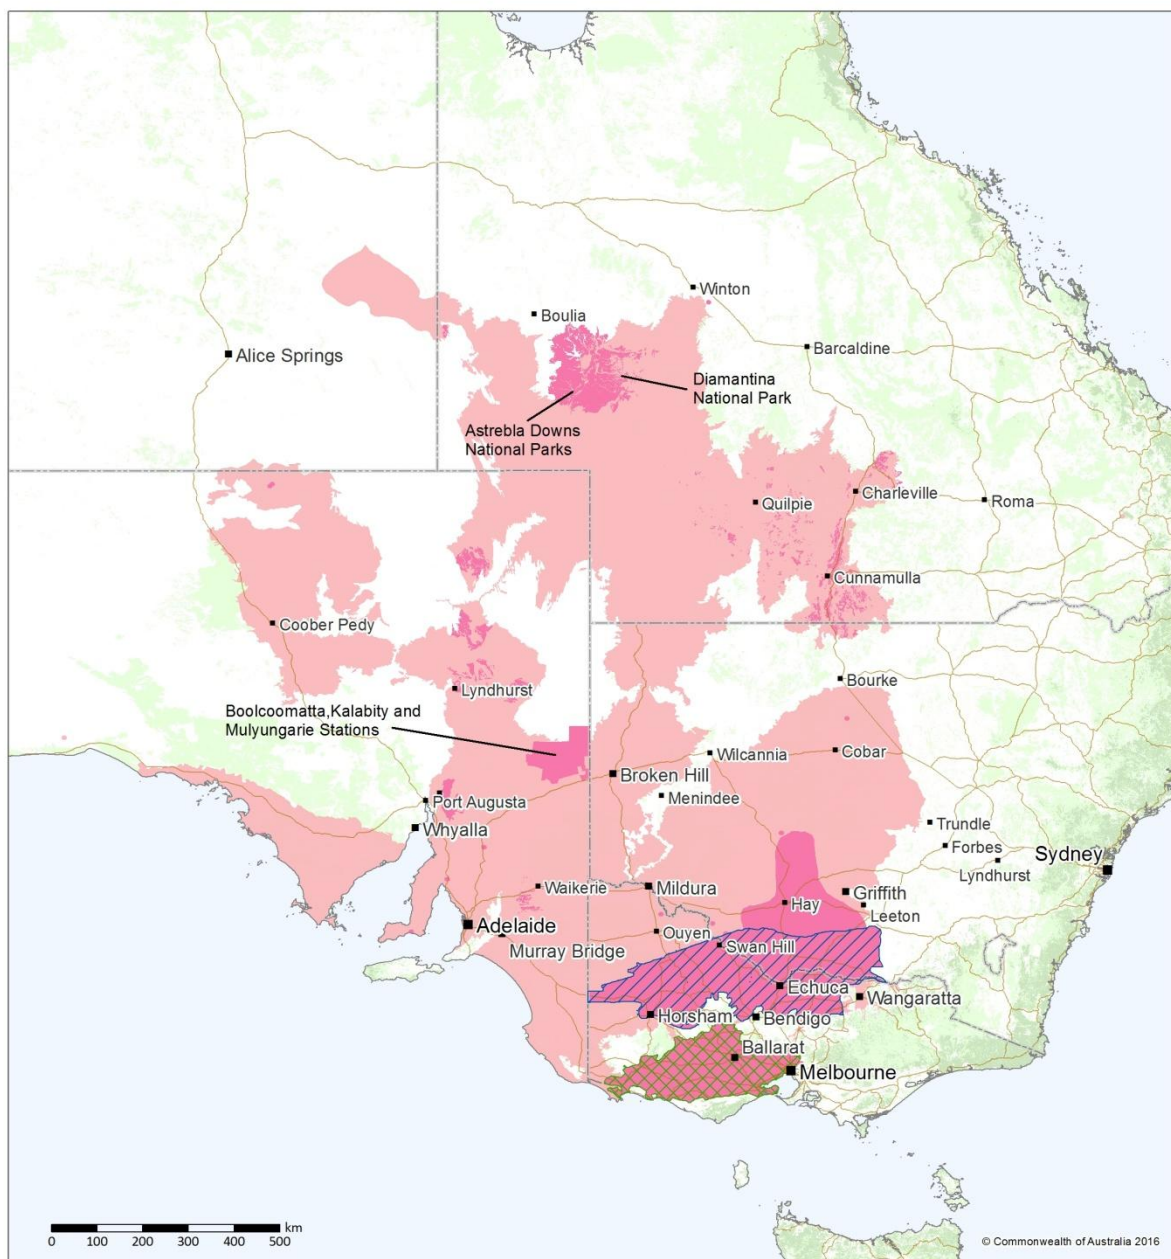 Winton
Boulia
Alice Springs
Barcaldine
Diamantina
National Park
Astrebla Downs
National Parks
Quilpie
Charleville
Roma
Cunnamulla
Coober Pedy
Lyndhurst
Bourke
Boolcoomatta,Kalabity and
Mulyungarie Stations
Wilcannia
Cobar
Broken Hill
Menindee
Port Augusta
Whyalla
Trundle
Forbes
Sydney
Lyndhurst
Waikerie
Mildura
Griffith
Hay
Leeton
Adelaide
Ouyen
Murray Bridge
Swan Hill
Echuca
Wangaratta
Horsham
Bendigo
Ballarat
Melbourne
km
0 100 200 300 400 500
© Commonwealth of Australia 2016